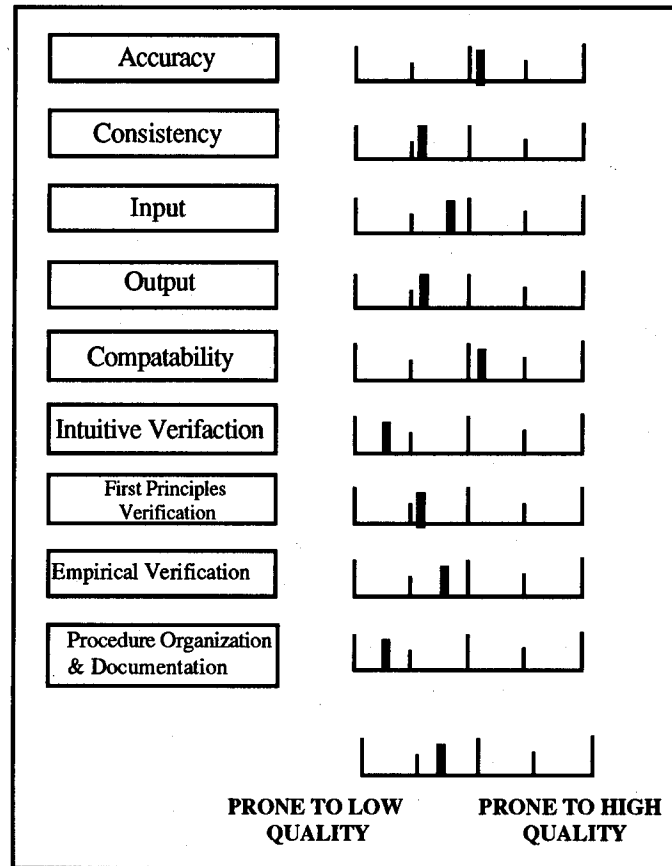 Accuracy
Consistency
Input
Output
Compatability
Intuitive Verifaction
First Principles
Verification
Empirical Verification
Procedure Organization
& Documentation
PRONE TO LOW
QUALITY
PRONE TO HIGH
QUALITY